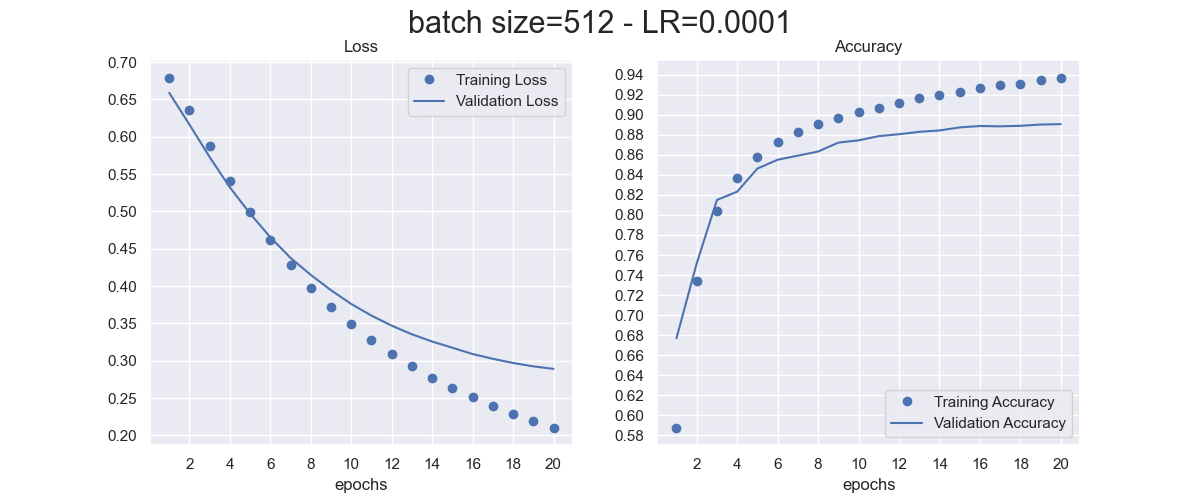 batch size=512 - LR=0.0001
Loss
0.70
0.65
0.60
0.55
0.50
0.45
0.40
0.35
0.30
0.25
0.20
Training Loss
Validation Loss
2 4 6 8 10 12 14 16 18 20
epochs
Accuracy
0.94
0.92
0.90
0.88
0.86
0.84
0.82
0.80
0.78
0.76
0.74
0.72
0.70
0.68
0.66
0.64
0.62
0.60
0.58
Training Accuracy
Validation Accuracy
2 4 6 8 10 12 14 16 18 20
epochs